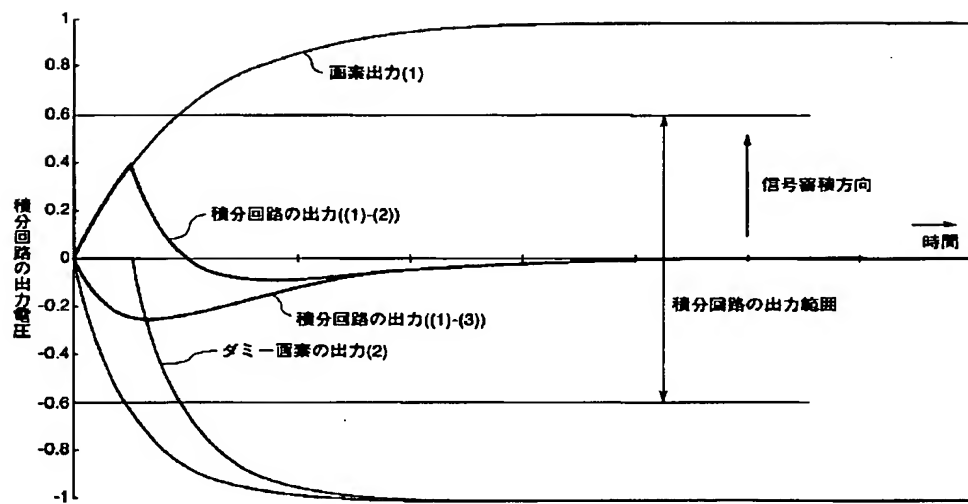 1
0.8
0.6
0.4
0.2
0
-0.2
-0.4
-0.6
-0.8
-1
積分回路の出力電圧
画素出力(1)
信号蓄積方向
積分回路の出力((1)-(2))
時間
積分回路の出力範囲
積分回路の出力((1)-(3))
ダミー画素の出力(2)